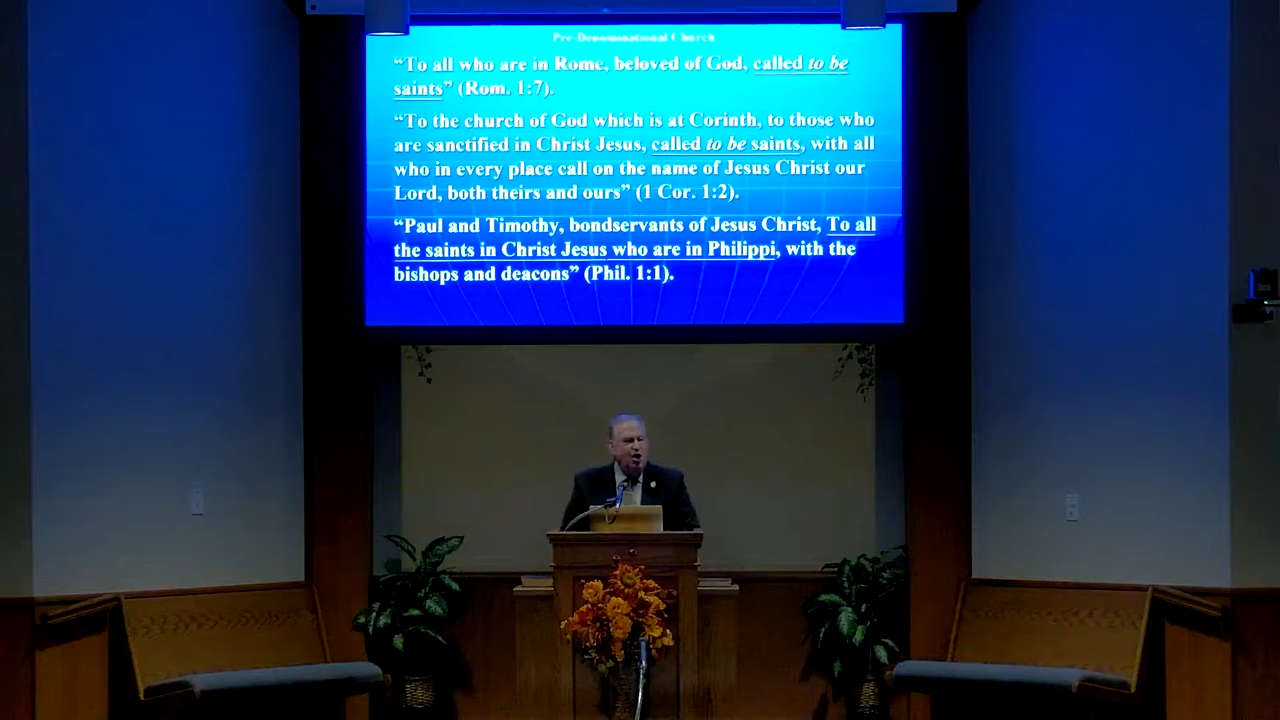 Pre-Denominational Church
“To all who are in Rome, beloved of God, called to be
saints” (Rom. 1:7).
“To the church of God which is at Corinth, to those who
are sanctified in Christ Jesus, called to be saints, with all
who in every place call on the name of Jesus Christ our
Lord, both theirs and ours” (1 Cor. 1:2).
“Paul and Timothy, bondservants of Jesus Christ, To all
the saints in Christ Jesus who are in Philippi, with the
bishops and deacons” (Phil. 1:1).